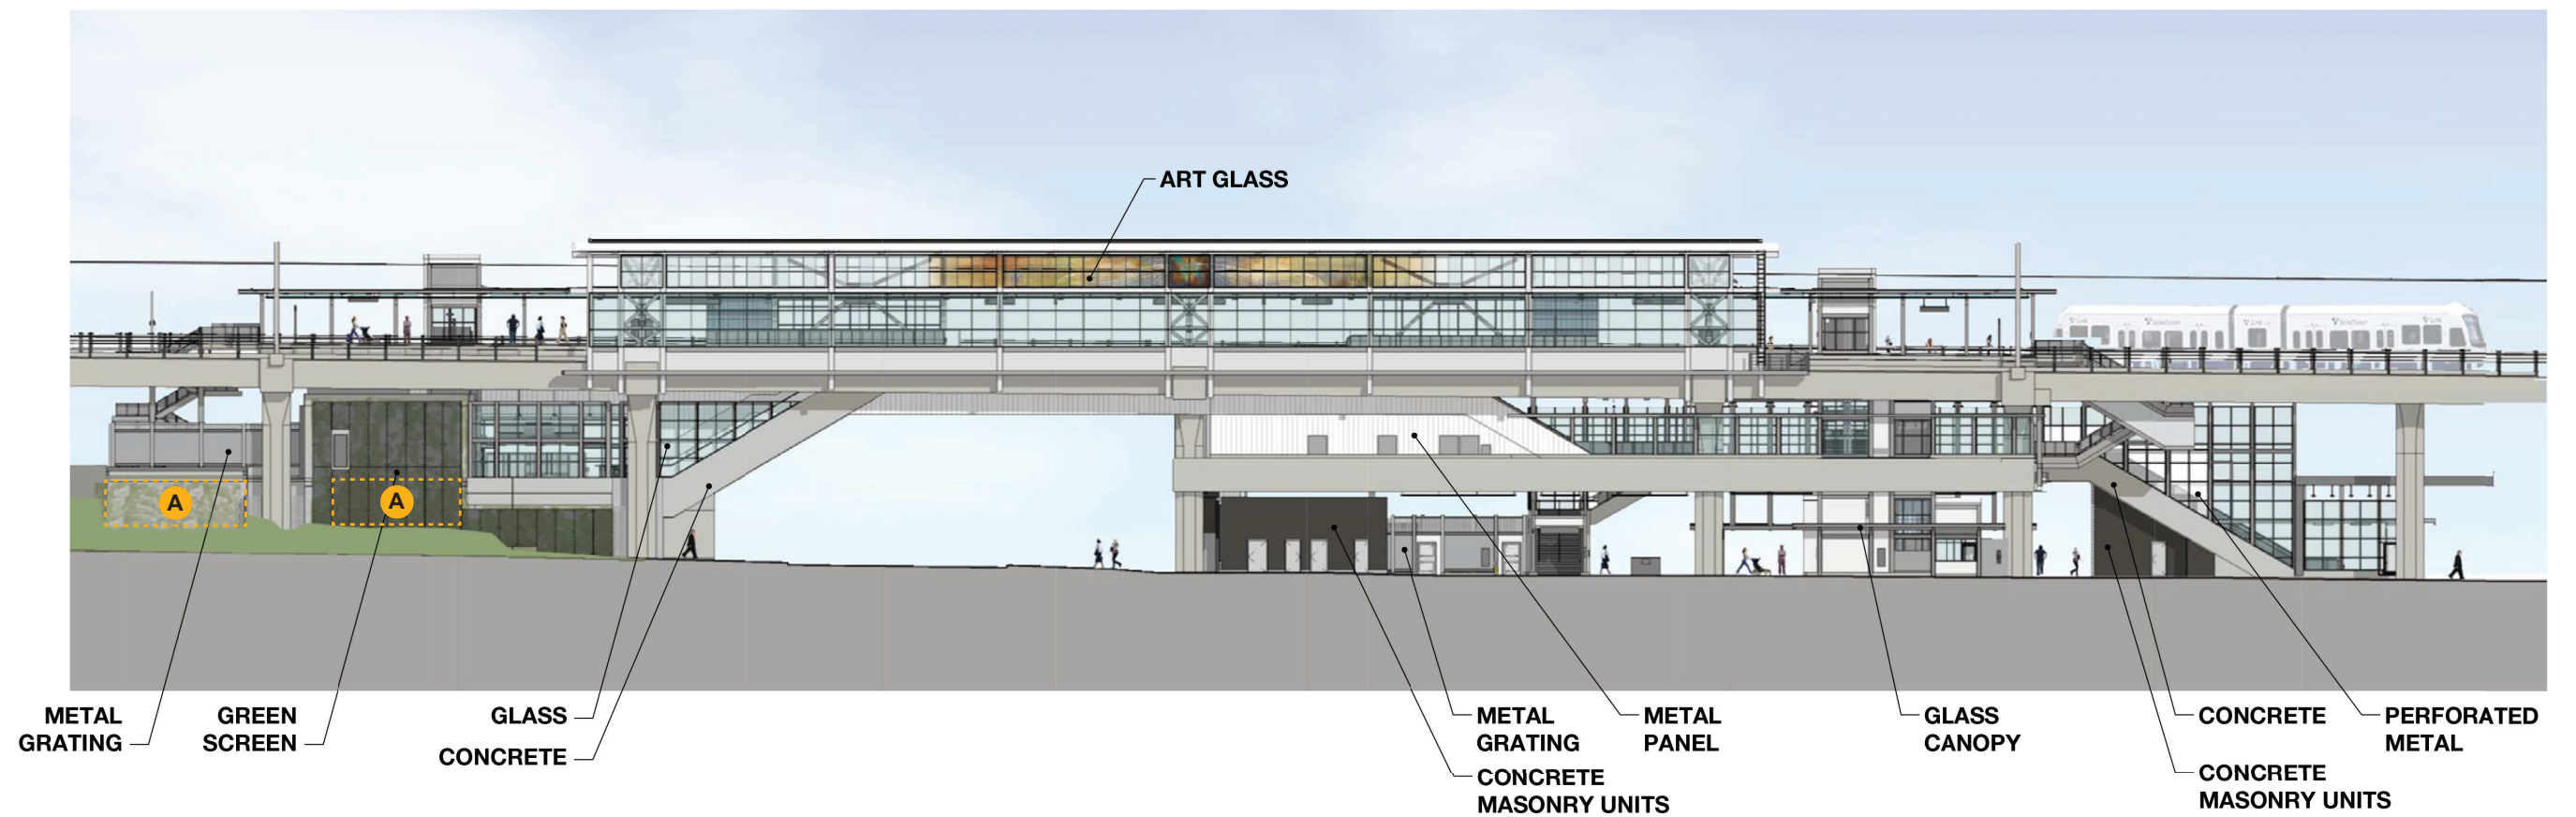 ART GLASS
A
A
METAL
GRATING
GREEN
SCREEN
GLASS
CONCRETE
METAL
GRATING
CONCRETE
MASONRY UNITS
METAL
PANEL
GLASS
CANOPY
CONCRETE
CONCRETE
MASONRY UNITS
PERFORATED
METAL